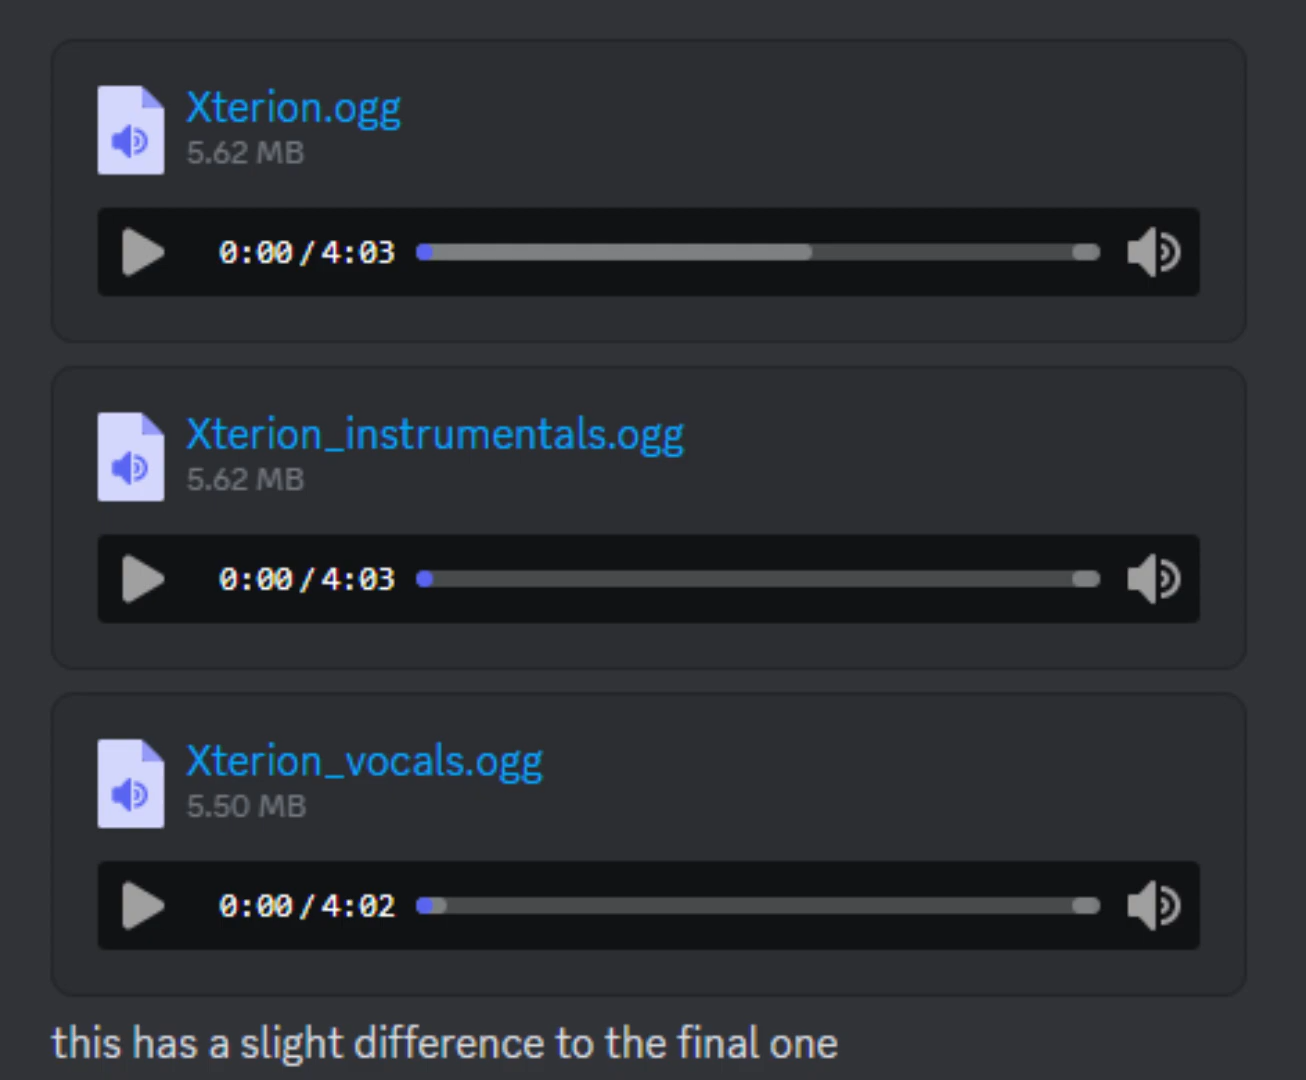 Xterion.ogg
5.62 MB
0:00/4:03
Xterion_instrumentals.ogg
5.62 MB
0:00/4:03
Xterion_vocals.ogg
5.50 MB
0:00/4:02
this has a slight difference to the final one